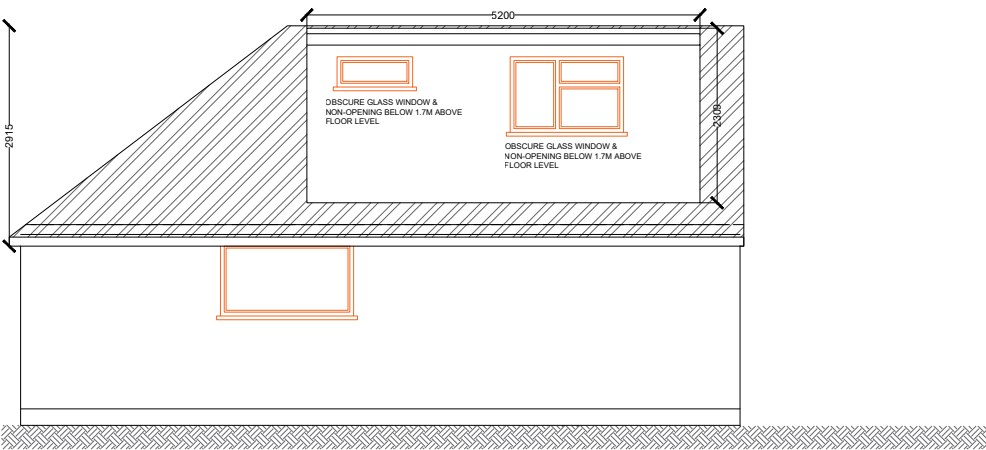 5200
2915
2309
OBSCURE GLASS WINDOW &
NON-OPENING BELOW 1.7M ABOVE
FLOOR LEVEL
OBSCURE GLASS WINDOW &
NON-OPENING BELOW 1.7M ABOVE
FLOOR LEVEL